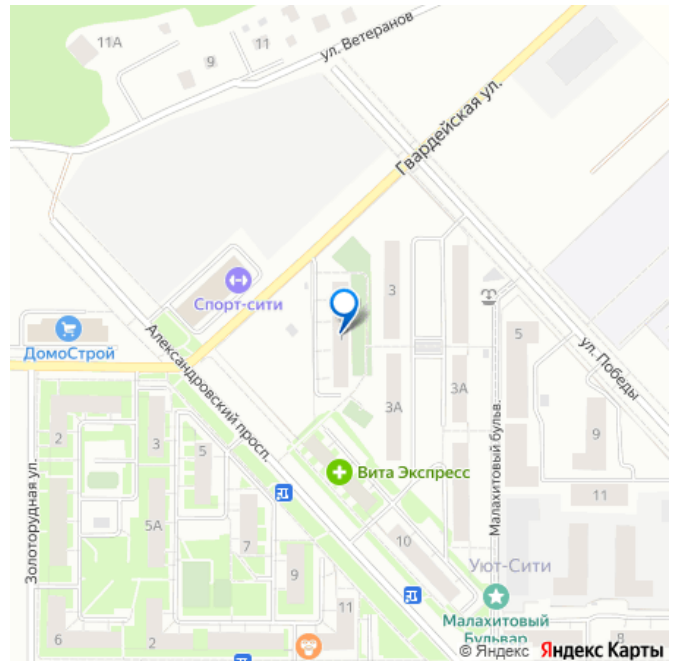 11А
11
9
ул. Ветеранов
Гвардейская ул.
Спорт-сити
3
ДомоСтрой
Александровский просп.
5
ул. Победы
2
3
5
3А
3А
Малахитовый бульв.
9
Золоторудная ул.
Вита Экспресс
11
5А
7
10
9
Уют-Сити
11
6
2
Малахитовый
Бульвар
8
© Яндекс Яндекс Карты